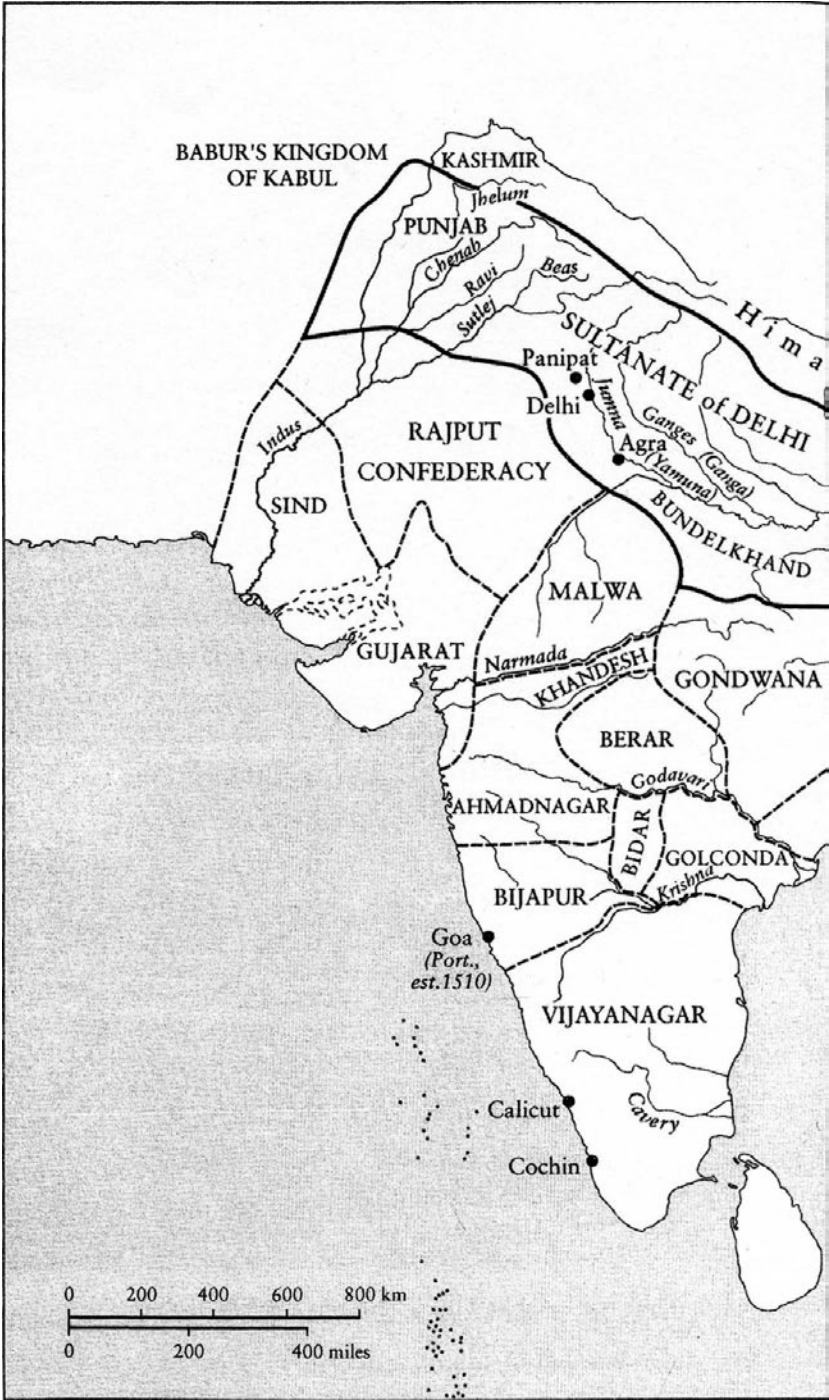 BABUR'S KINGDOM
OF KABUL
KASHMIR
Jhelum
PUNJAB
Chenab
Ravi
Beas
Sutlej
Hima
SULTANATE of DELHI
Panipat
Delhi
Jumna
(Yamuna)
Ganges (Ganga)
Agra
Indus
RAJPUT
CONFEDERACY
SIND
BUNDELKHAND
MALWA
GUJARAT
Narmada
KHANDESH
GONDWANA
BERAR
Godavari
AHMADNAGAR
BIDAR
GOLCONDA
BIJAPUR
Krishna
Goa
(Port.,
est.1510)
VIJAYANAGAR
Calicut
Cavery
Cochin
0 200 400 600 800 km
0 200 400 miles